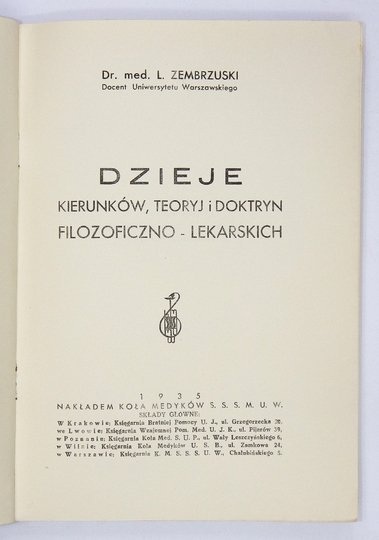 Dr. med. L. ZEMBRZUSKI
Docent Uniwersytetu Warszawskiego
DZIEJE
KIERUNKÓW, TEORYJ i DOKTRYN
FILOZOFICZNO - LEKARSKICH
1935
NAKŁADEM KOŁA MEDYKÓW S. S. S. M. U. W.
SKŁADY GŁÓWNE:
W Krakowie; Księgarnia Bratniej Pomocy U. J., ul. Grzegorzecka 20,
we Lwowie; Księgarnia Wzajemnej Pom. Med. U. J. K., ul. Pijarów 39,
w Poznaniu: Księgarnia Koła Med. S. U. P., ul. Wały Leszczyńskiego 6,
w Wilnie; Księgarnia Koła Medyków U. S. B., ul. Zamkowa 24,
w Warszawie; Księgarnia K. M. S. S. S. U. W., Chałubińskiego 5.